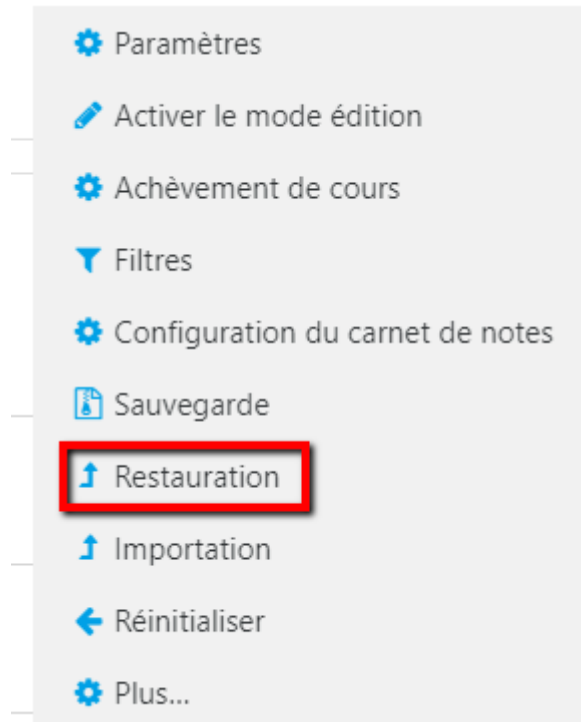 Paramètres
Activer le mode édition
Achèvement de cours
Filtres
Configuration du carnet de notes
Sauvegarde
Restauration
Importation
Réinitialiser
Plus...